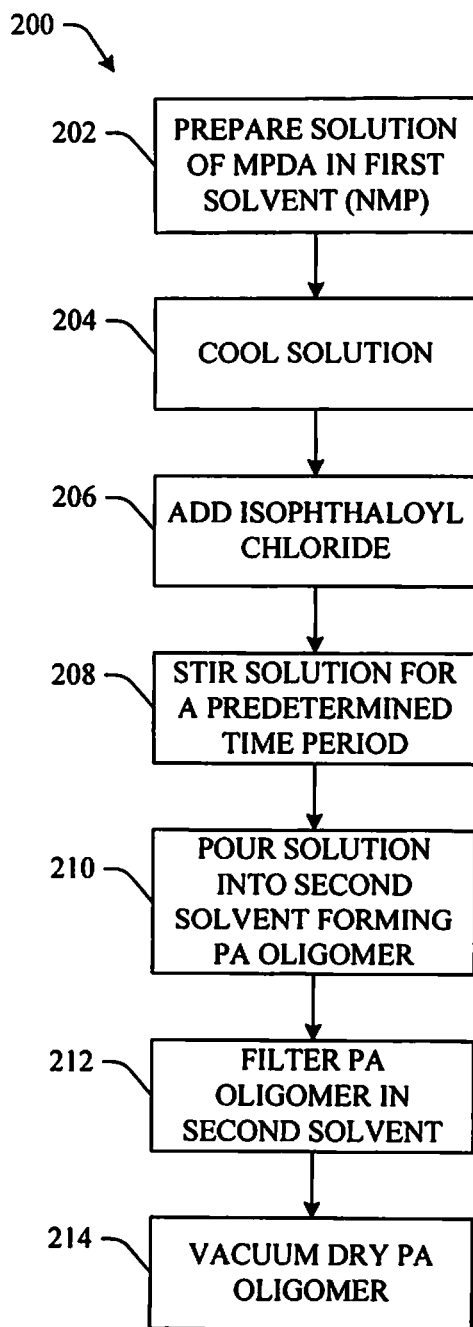 200
202
PREPARE SOLUTION
OF MPDA IN FIRST
SOLVENT (NMP)
204
COOL SOLUTION
206
ADD ISOPHTHALOYL
CHLORIDE
208
STIR SOLUTION FOR
A PREDETERMINED
TIME PERIOD
210
POUR SOLUTION
INTO SECOND
SOLVENT FORMING
PA OLIGOMER
212
FILTER PA
OLIGOMER IN
SECOND SOLVENT
214
VACUUM DRY PA
OLIGOMER